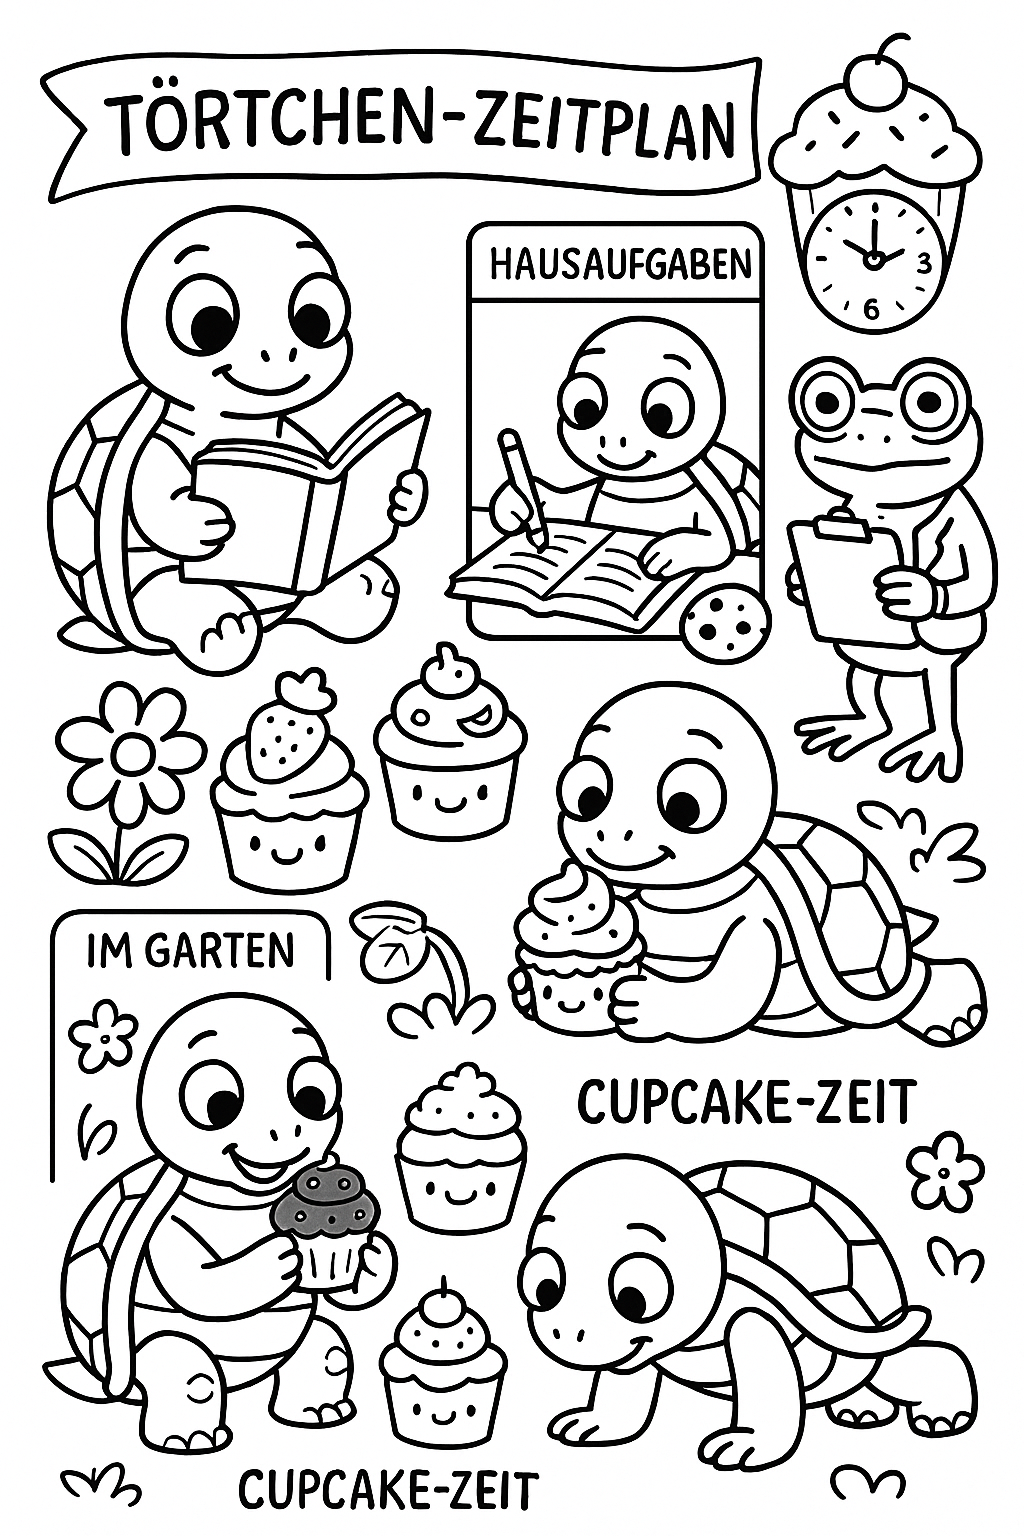 TÖRTCHEN-ZEITPLAN
HAUSAUFGABEN
3
6
IM GARTEN
CUPCAKE-ZEIT
CUPCAKE-ZEIT